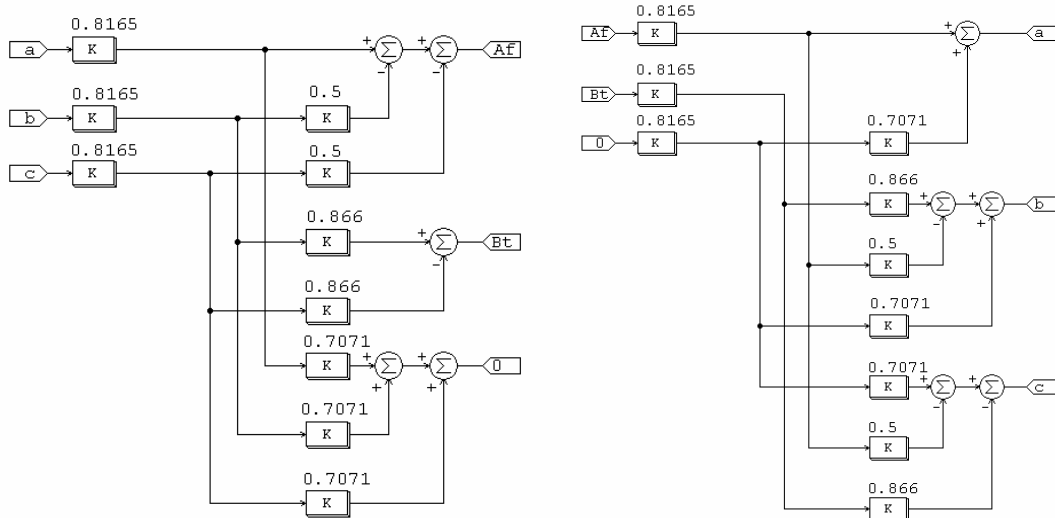 0.8165
a K Σ Σ Af
0.8165 0.5
b K K
0.8165 0.5
c K K
0.866
K Σ Bt
0.866
K
0.7071
K Σ Σ 0
0.7071
K
0.7071
K
0.8165
Af K Σ a
0.8165
Bt K
0.8165 0.7071
0 K K
0.866
K Σ Σ b
0.5
K
0.7071
K
0.7071
K Σ Σ c
0.5
K
0.866
K